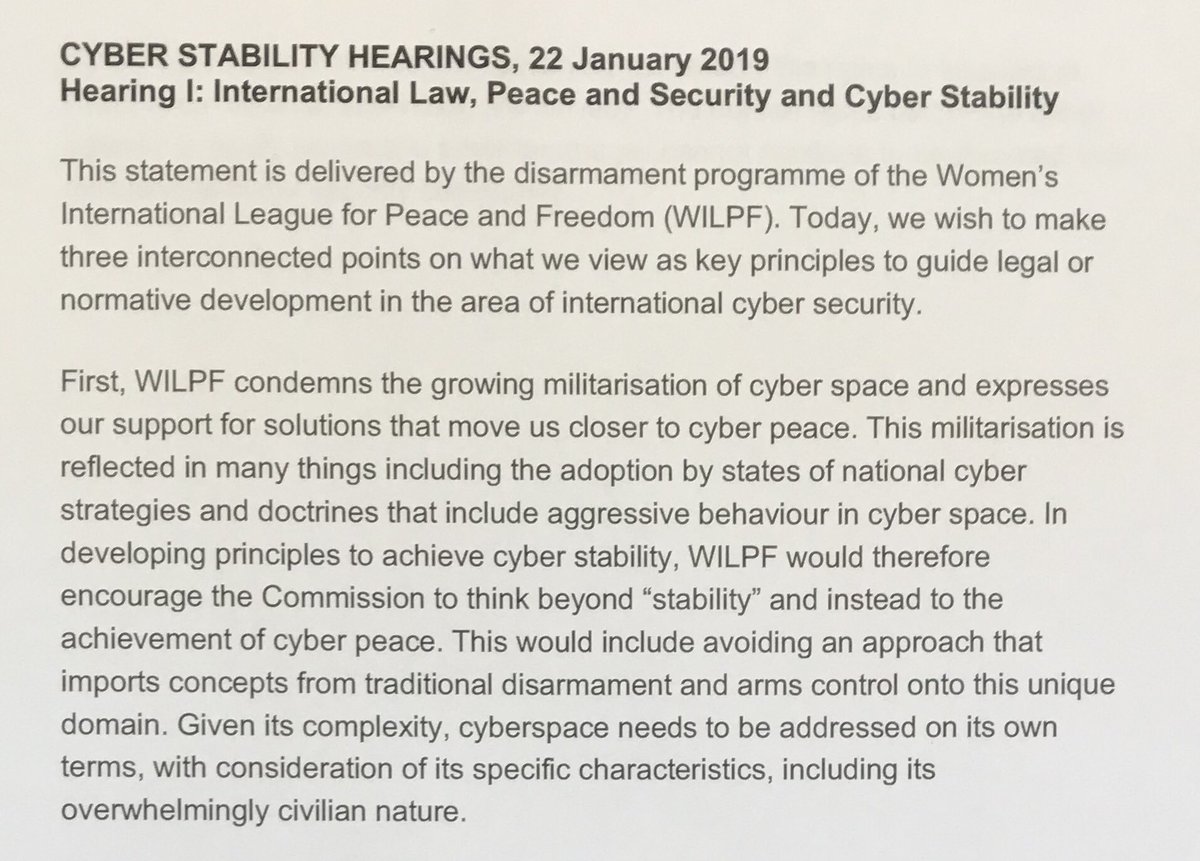 CYBER STABILITY HEARINGS, 22 January 2019
Hearing I: International Law, Peace and Security and Cyber Stability
This statement is delivered by the disarmament programme of the Women's
International League for Peace and Freedom (WILPF). Today, we wish to make
three interconnected points on what we view as key principles to guide legal or
normative development in the area of international cyber security.
First, WILPF condemns the growing militarisation of cyber space and expresses
our support for solutions that move us closer to cyber peace. This militarisation is
reflected in many things including the adoption by states of national cyber
strategies and doctrines that include aggressive behaviour in cyber space. In
developing principles to achieve cyber stability, WILPF would therefore
encourage the Commission to think beyond “stability” and instead to the
achievement of cyber peace. This would include avoiding an approach that
imports concepts from traditional disarmament and arms control onto this unique
domain. Given its complexity, cyberspace needs to be addressed on its own
terms, with consideration of its specific characteristics, including its
overwhelmingly civilian nature.